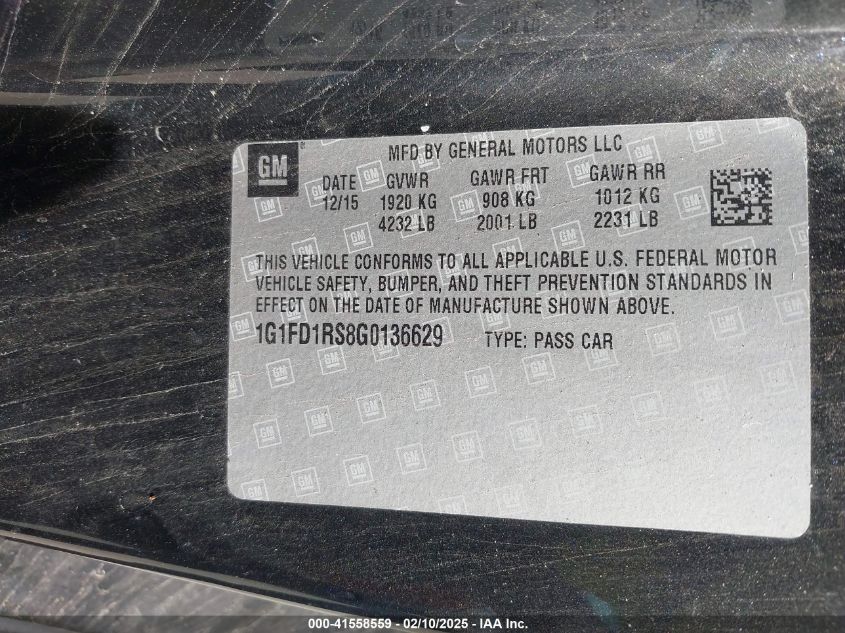 GM
MFD BY GENERAL MOTORS LLC
DATE GVWR GAWR FRT GAWR RR
12/15 1920 KG 908 KG 1012 KG
4232 LB 2001 LB 2231 LB
THIS VEHICLE CONFORMS TO ALL APPLICABLE U.S. FEDERAL MOTOR
VEHICLE SAFETY, BUMPER, AND THEFT PREVENTION STANDARDS IN
EFFECT ON THE DATE OF MANUFACTURE SHOWN ABOVE.
1G1FD1RS8G0136629 TYPE: PASS CAR
000-41558559 - 02/10/2025 - IAA, Inc.